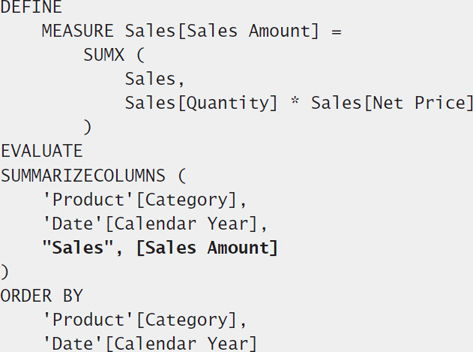 DEFINE
    MEASURE Sales[Sales Amount] =
        SUMX (
            Sales,
            Sales[Quantity] * Sales[Net Price]
        )
EVALUATE
SUMMARIZECOLUMNS (
    'Product'[Category],
    'Date'[Calendar Year],
    "Sales", [Sales Amount]
)
ORDER BY
    'Product'[Category],
    'Date'[Calendar Year]